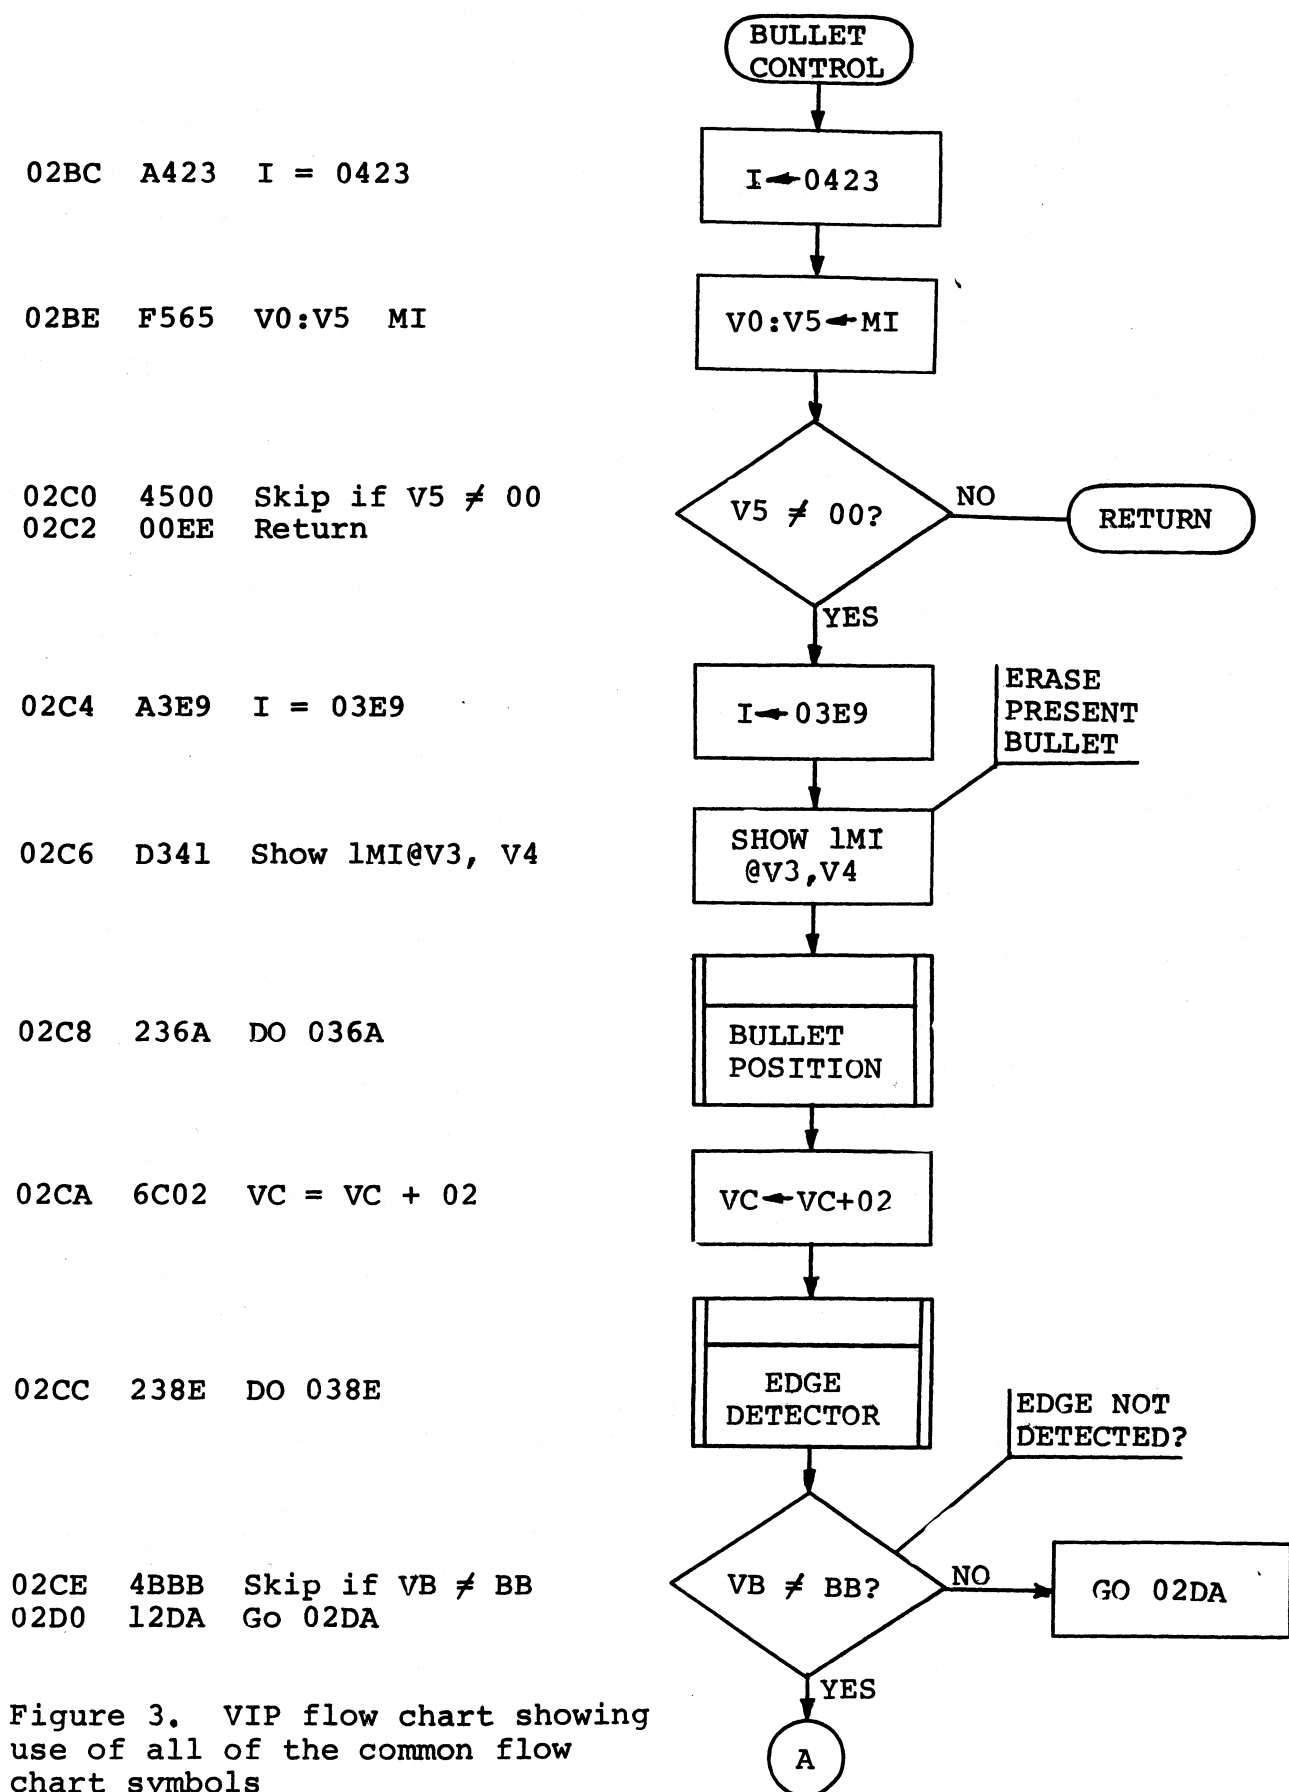 BULLET
CONTROL
02BC A423 I = 0423
I←0423
02BE F565 V0:V5 MI
V0:V5←MI
02C0 4500 Skip if V5 ≠ 00
02C2 00EE Return
V5 ≠ 00?
NO
RETURN
YES
02C4 A3E9 I = 03E9
I←03E9
ERASE
PRESENT
BULLET
02C6 D341 Show 1MI@V3, V4
SHOW 1MI
@V3,V4
02C8 236A DO 036A
BULLET
POSITION
02CA 6C02 VC = VC + 02
VC←VC+02
02CC 238E DO 038E
EDGE
DETECTOR
EDGE NOT
DETECTED?
02CE 4BBB Skip if VB ≠ BB
02D0 12DA Go 02DA
VB ≠ BB?
NO
GO 02DA
YES
A
Figure 3. VIP flow chart showing
use of all of the common flow
chart symbols